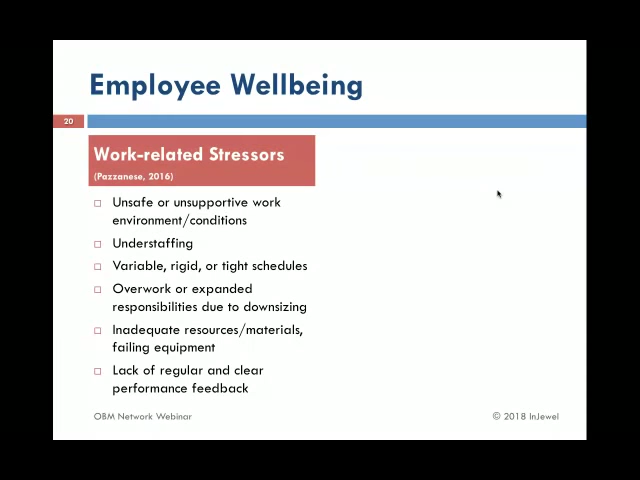 Employee Wellbeing
20
Work-related Stressors
(Pazzanese, 2016)
Unsafe or unsupportive work
environment/conditions
Understaffing
Variable, rigid, or tight schedules
Overwork or expanded
responsibilities due to downsizing
Inadequate resources/materials,
failing equipment
Lack of regular and clear
performance feedback
OBM Network Webinar
© 2018 InJewel